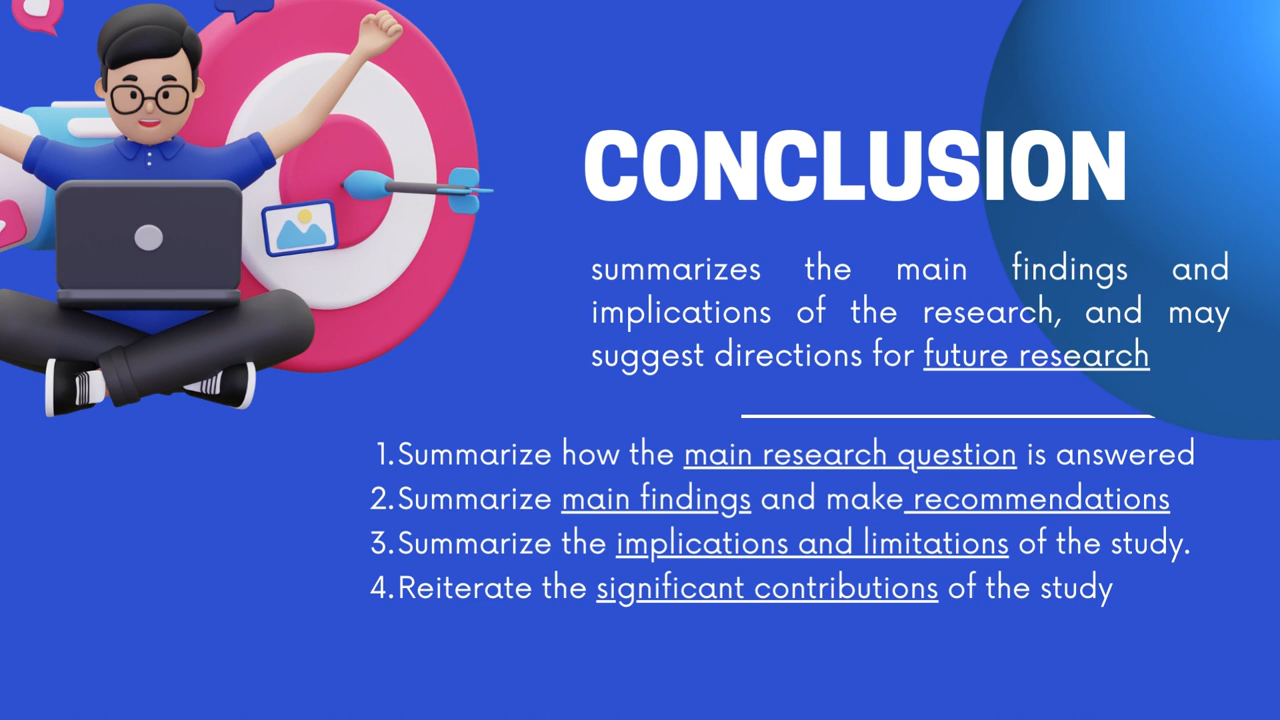 CONCLUSION
summarizes the main findings and
implications of the research, and may
suggest directions for future research
1.Summarize how the main research question is answered
2.Summarize main findings and make recommendations
3.Summarize the implications and limitations of the study.
4.Reiterate the significant contributions of the study